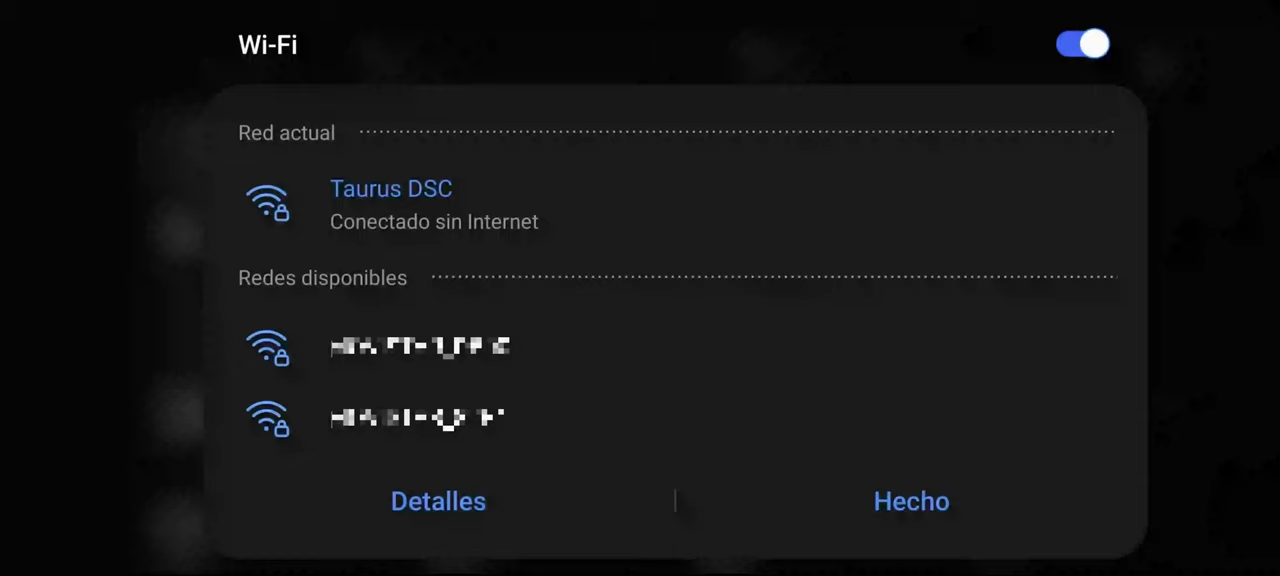 Wi-Fi
Red actual
Taurus DSC
Conectado sin Internet
Redes disponibles
Detalles
Hecho